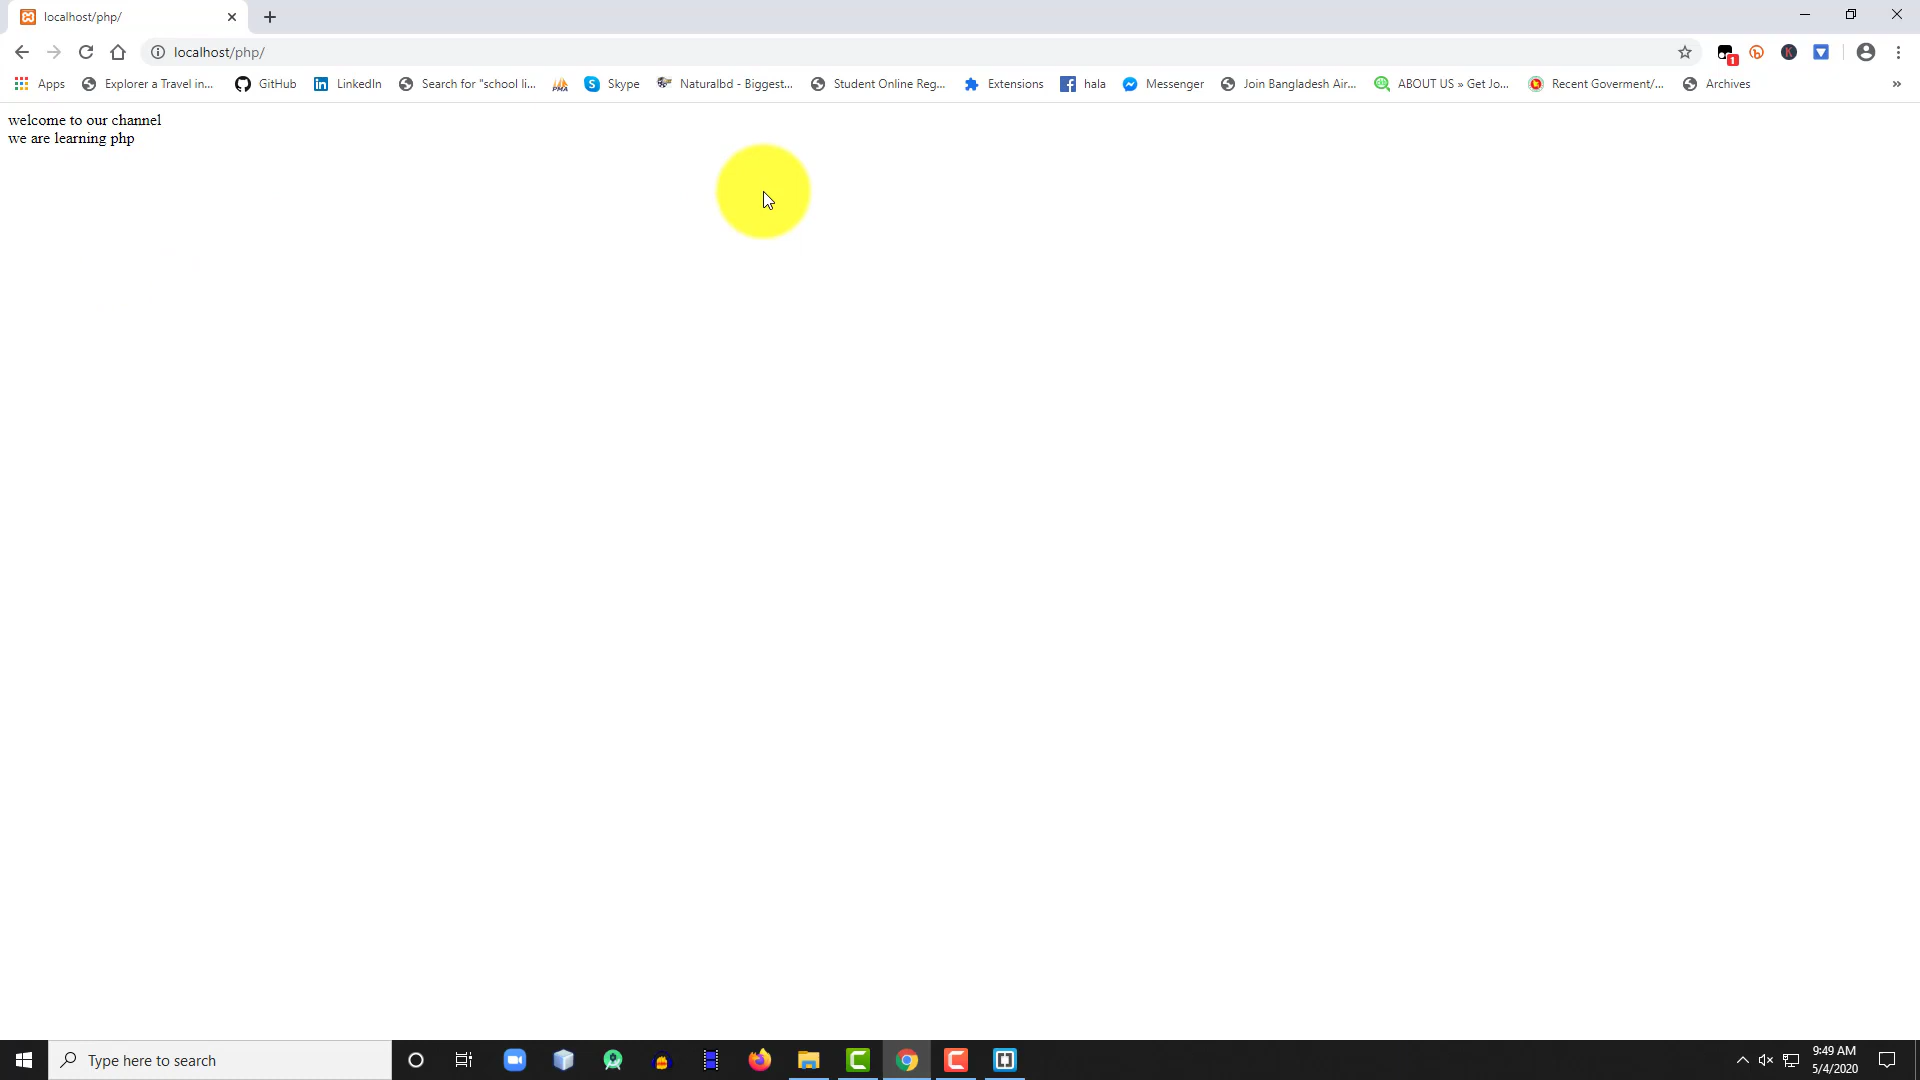 localhost/php/
localhost/php/
1
Apps
Explorer a Travel in...
GitHub
LinkedIn
Search for "school li...
PMA
Skype
Naturalbd - Biggest...
Student Online Reg...
Extensions
hala
Messenger
Join Bangladesh Air...
ABOUT US » Get Jo...
Recent Goverment/...
Archives
welcome to our channel
we are learning php
Type here to search
9:49 AM
5/4/2020